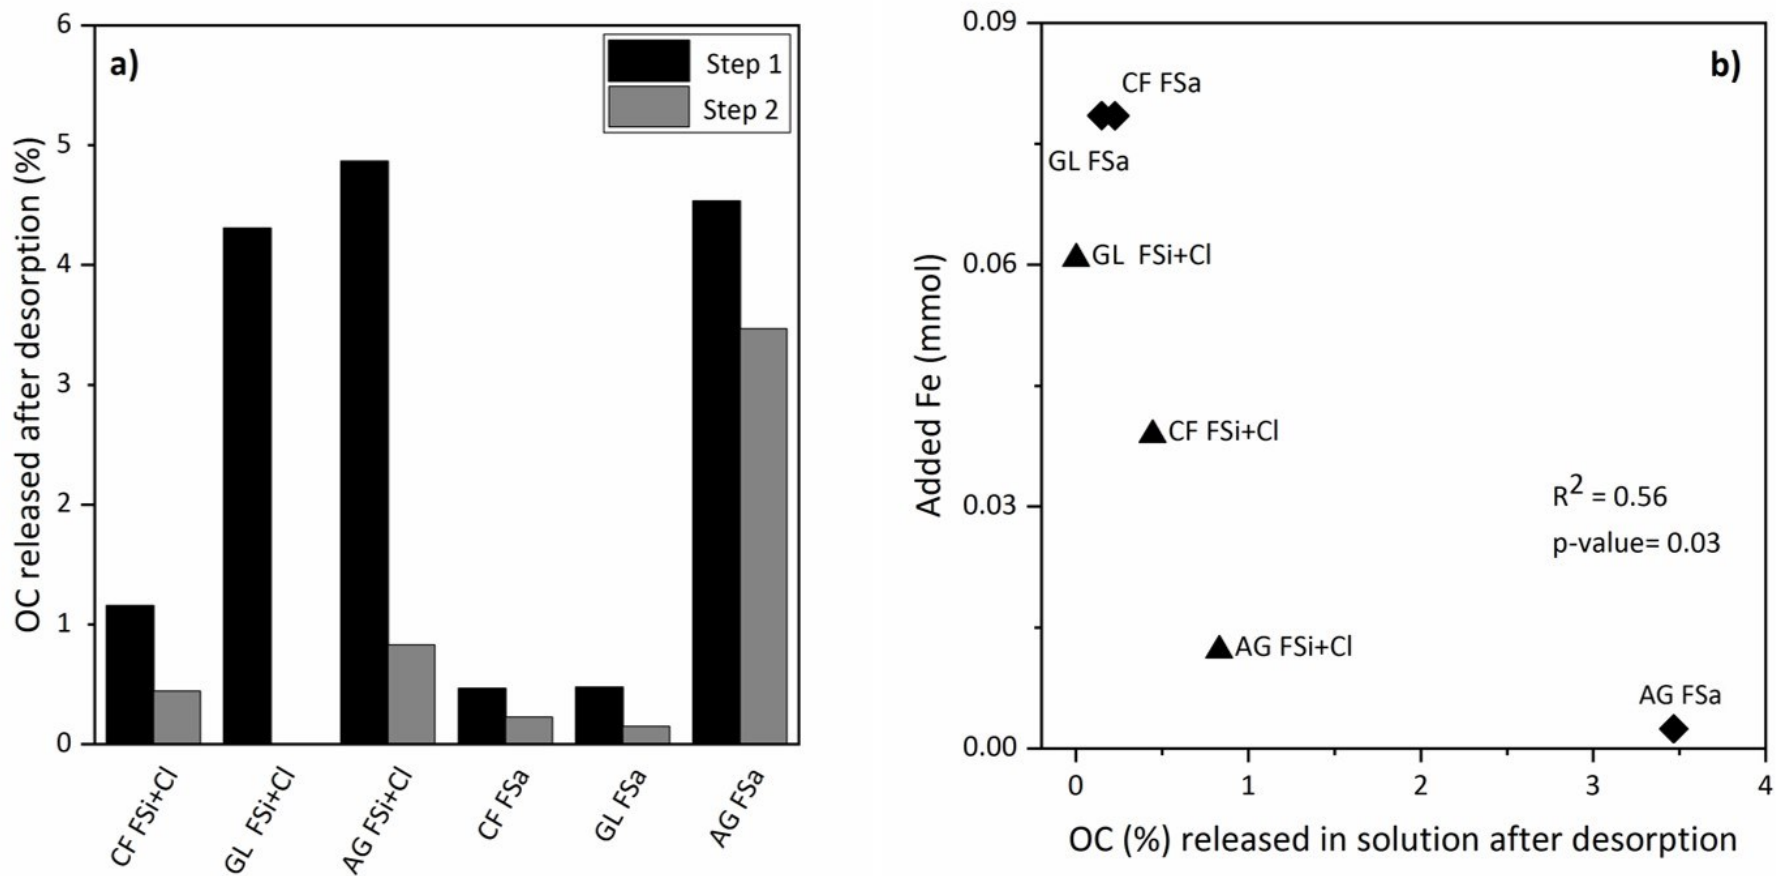 a)
Step 1
Step 2
OC released after desorption (%)
6
5
4
3
2
1
0
CF FSi+Cl
GL FSi+Cl
AG FSi+Cl
CF FSa
GL FSa
AG FSa
b)
Added Fe (mmol)
0.09
0.06
0.03
0.00
CF FSa
GL FSa
GL FSi+Cl
CF FSi+Cl
R² = 0.56
p-value= 0.03
AG FSi+Cl
AG FSa
0 1 2 3 4
OC (%) released in solution after desorption